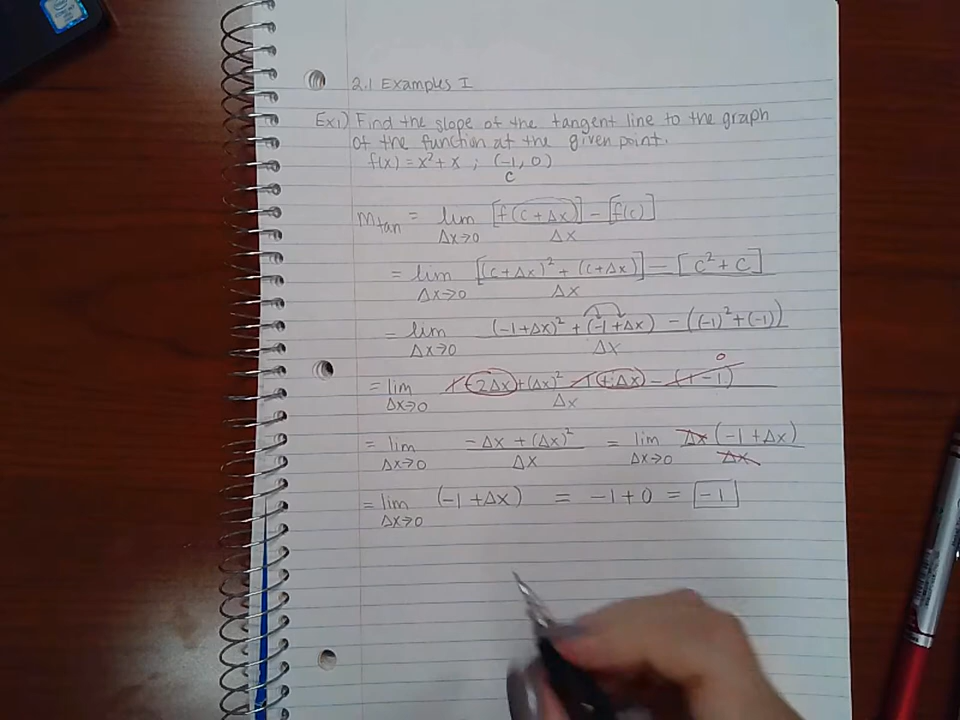 2.1 Examples I
Ex1) Find the slope of the tangent line to the graph
of the function at the given point.
f(x) = x² + x ; (-1, 0)
c
m_tan = lim Δx→0 [f(c + Δx)] - [f(c)] / Δx
= lim Δx→0 [(c + Δx)² + (c + Δx)] - [c² + c] / Δx
= lim Δx→0 (-1 + Δx)² + (-1 + Δx) - ((-1)² + (-1)) / Δx
= lim Δx→0 1 - 2Δx + (Δx)² - 1 + Δx - (1 - 1) / Δx
0
= lim Δx→0 -Δx + (Δx)² / Δx = lim Δx→0 Δx(-1 + Δx) / Δx
= lim Δx→0 (-1 + Δx) = -1 + 0 = -1